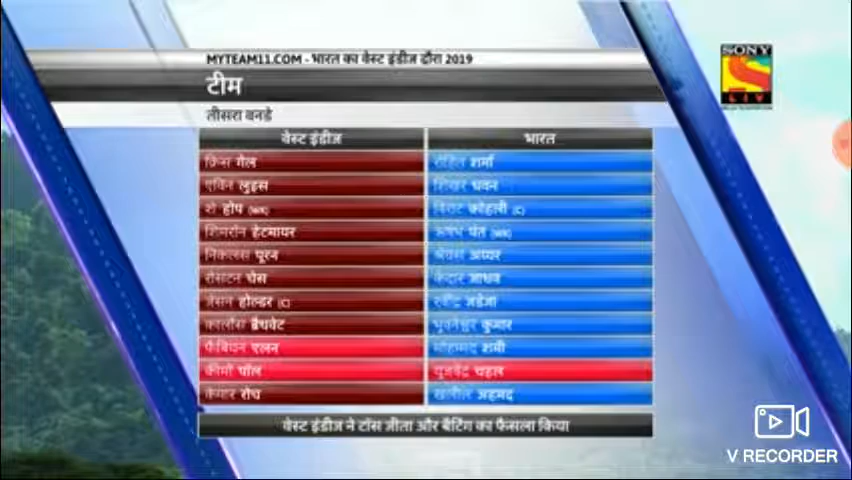 MYTEAM11.COM - भारत का वेस्ट इंडीज दौरा 2019
टीम
तीसरा वनडे
वेस्ट इंडीज भारत
क्रिस गेल रोहित शर्मा
एविन लुइस शिखर धवन
शे होप (WK) विराट कोहली (C)
शिमरॉन हेटमायर ऋषभ पंत (WK)
निकलस पूरन श्रेयस अय्यर
रोसटन चेस केदार जाधव
जेसन होल्डर (C) रवींद्र जडेजा
कार्लोस ब्रैथवेट भुवनेश्वर कुमार
फैबियन एलन मोहम्मद शमी
कीमो पॉल युजवेंद्र चहल
केमार रोच खलील अहमद
वेस्ट इंडीज ने टॉस जीता और बैटिंग का फैसला किया
SONY
LIV
V RECORDER